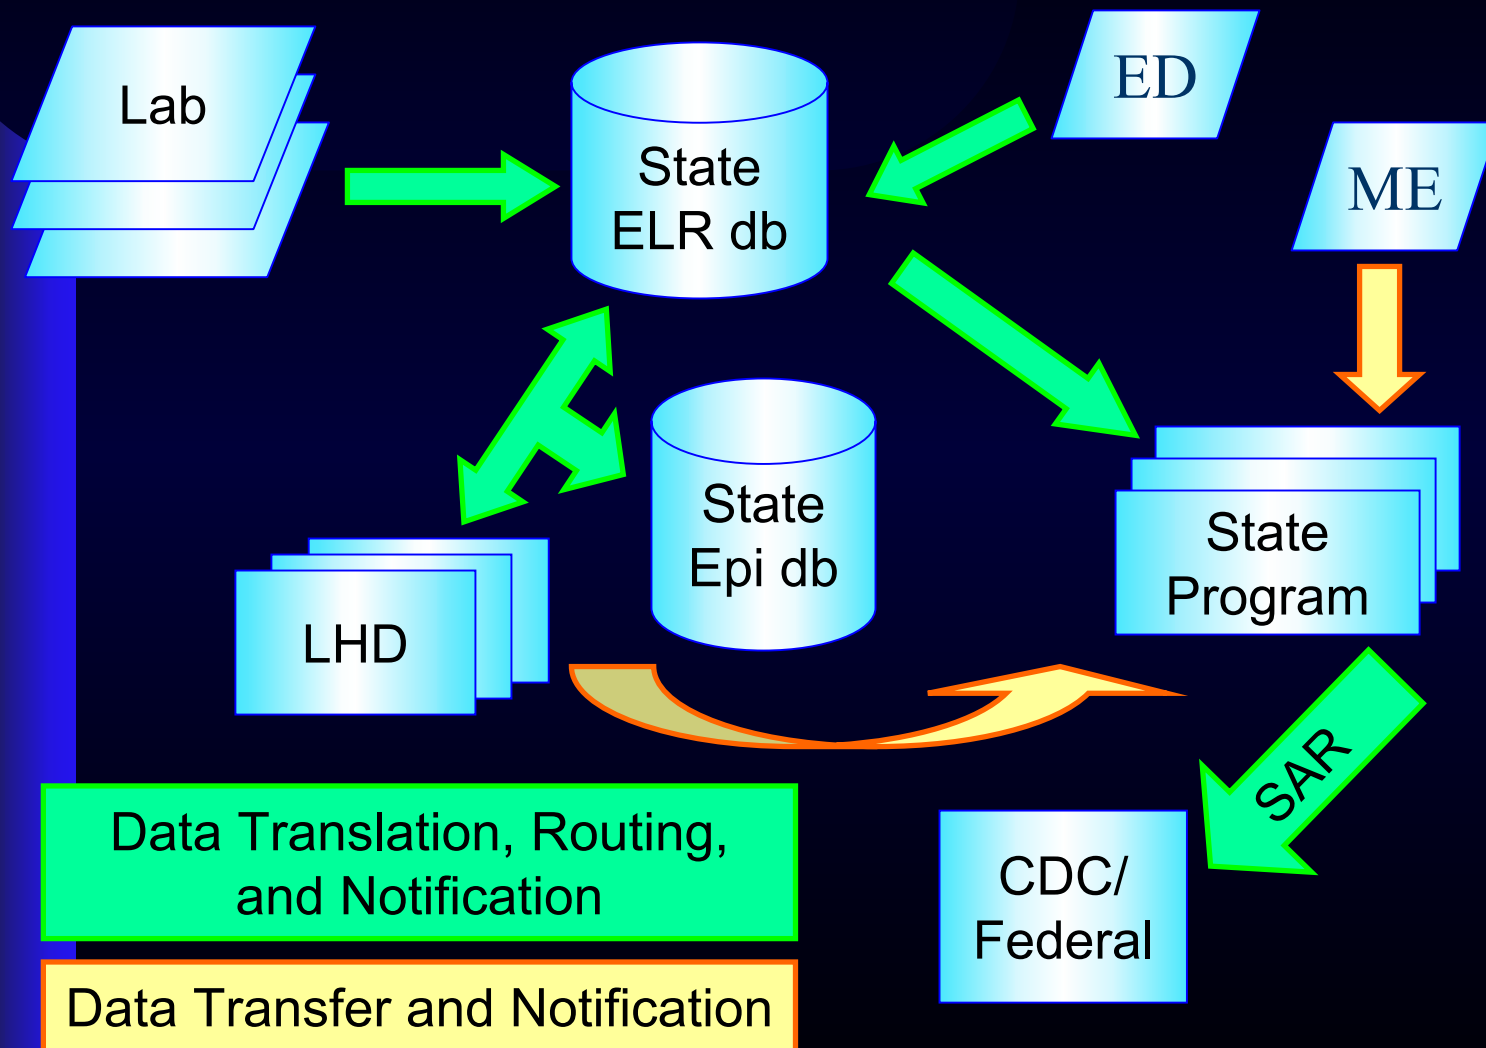 Lab
State
ELR db
ED
ME
State
Epi db
State
Program
LHD
SAR
Data Translation, Routing,
and Notification
CDC/
Federal
Data Transfer and Notification